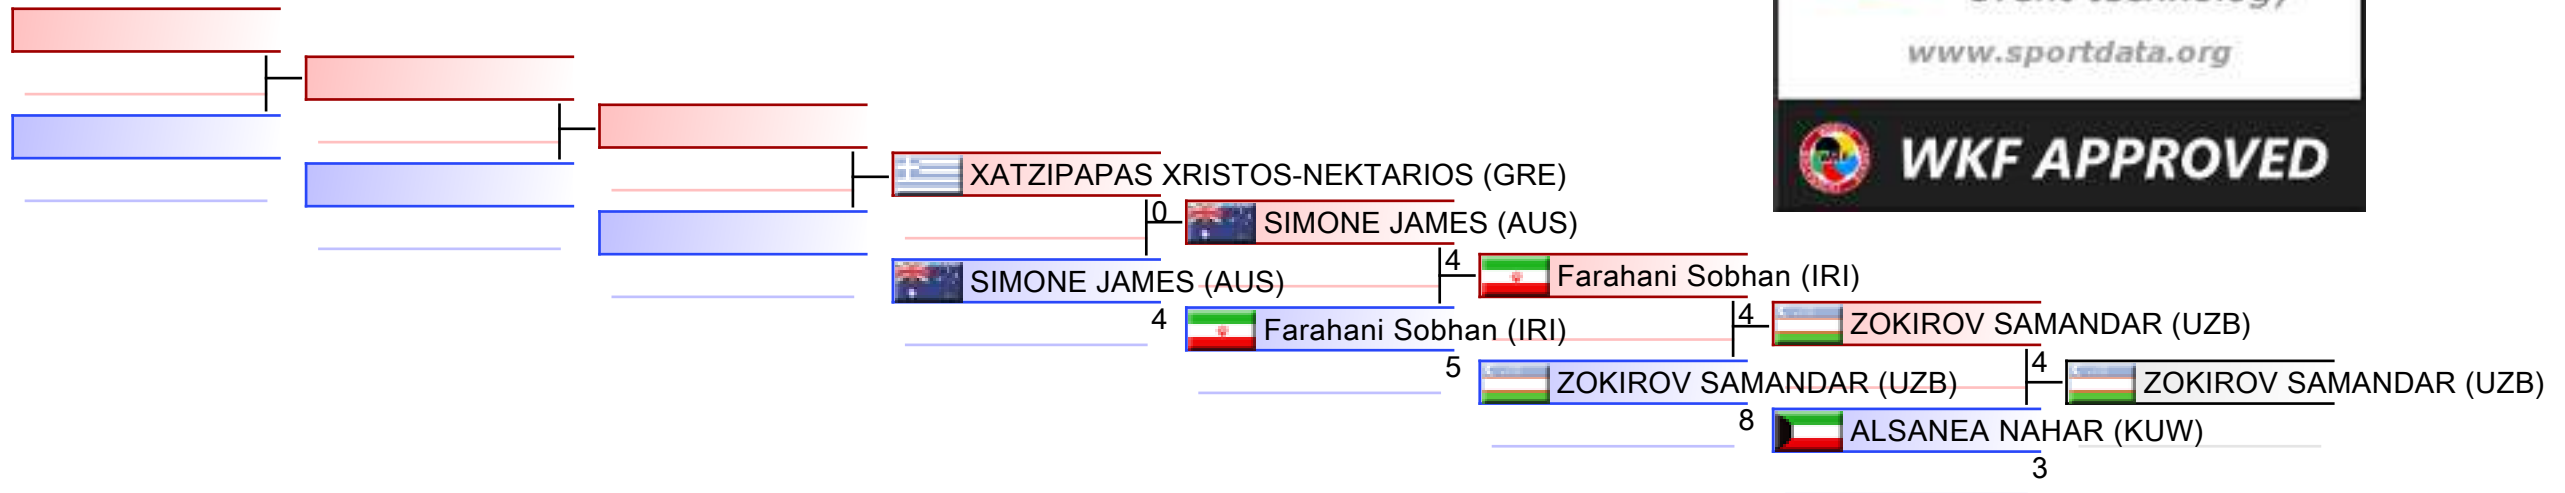 event technology
www.sportdata.org
WKF APPROVED
XATZIPAPAS XRISTOS-NEKTARIOS (GRE)
0
SIMONE JAMES (AUS)
SIMONE JAMES (AUS)
4
4
Farahani Sobhan (IRI)
Farahani Sobhan (IRI)
5
4
ZOKIROV SAMANDAR (UZB)
ZOKIROV SAMANDAR (UZB)
8
4
ZOKIROV SAMANDAR (UZB)
ALSANEA NAHAR (KUW)
3